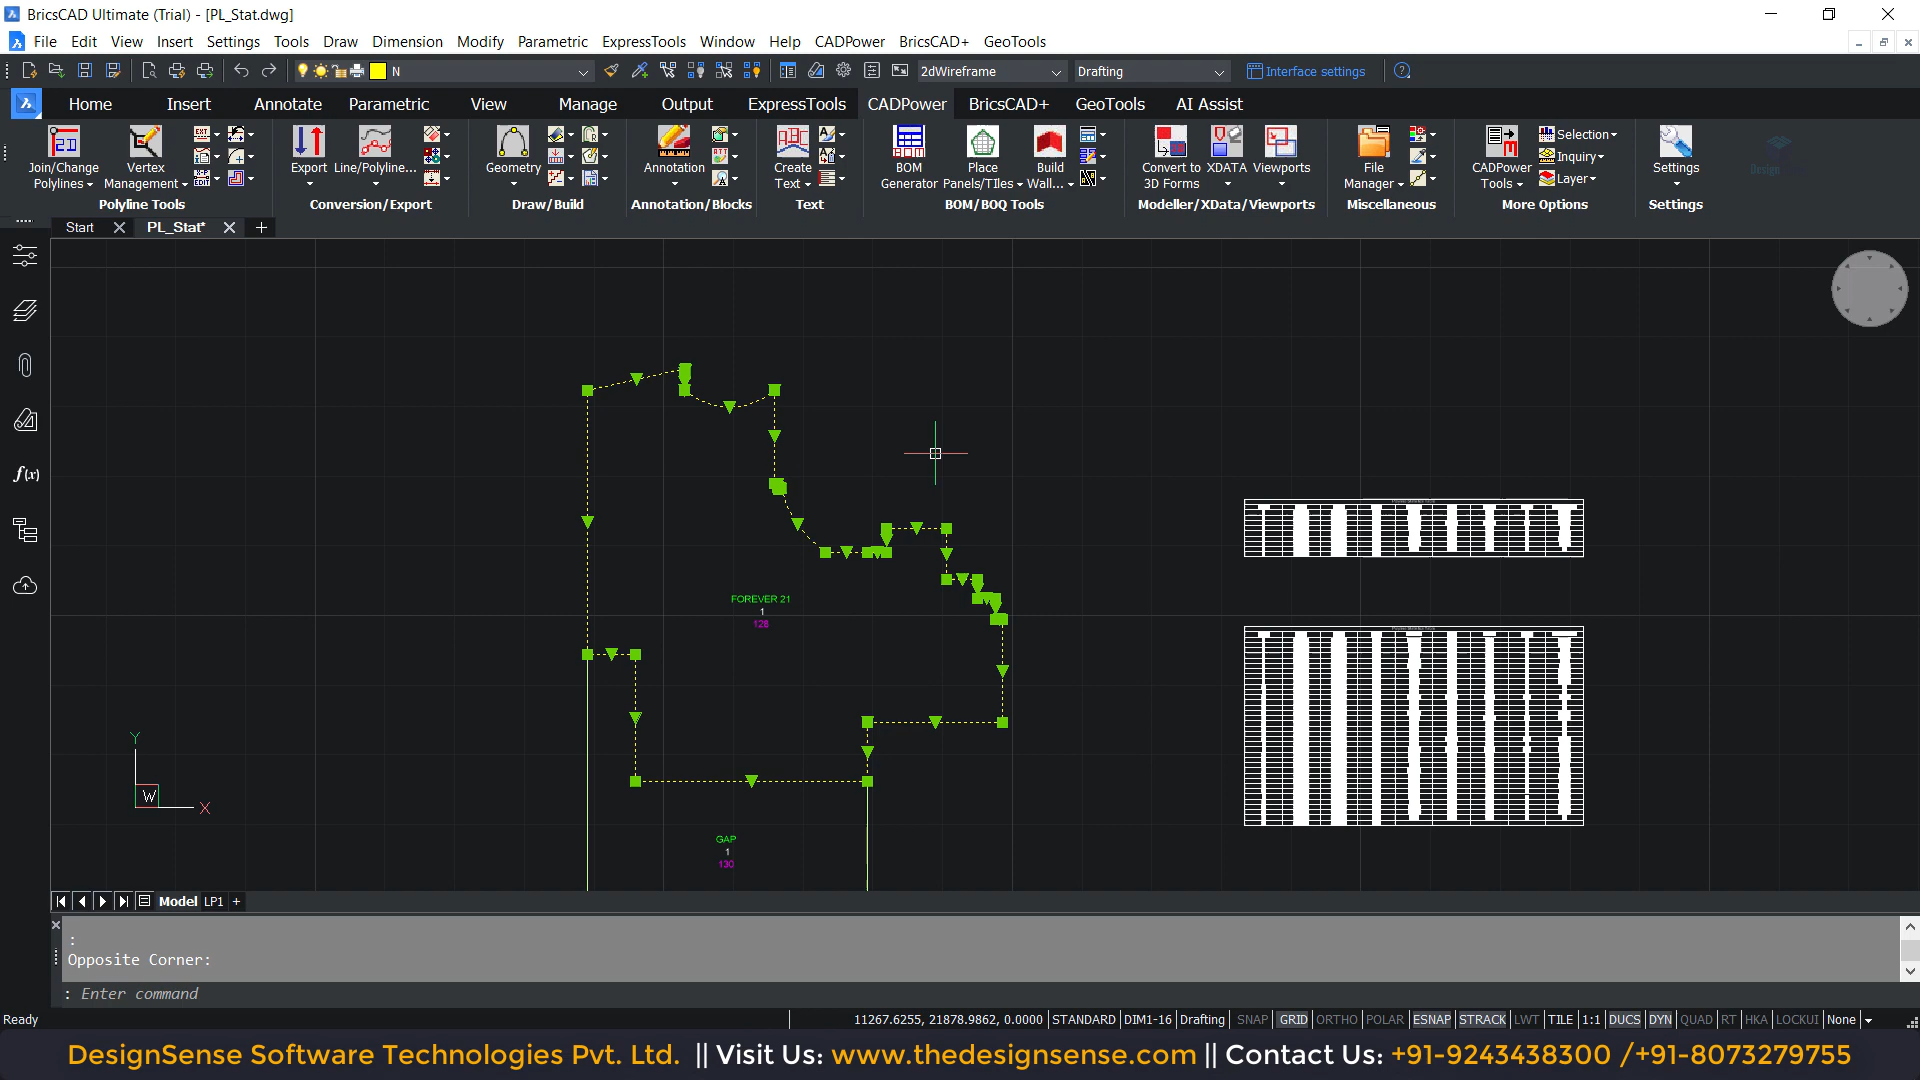 BricsCAD Ultimate (Trial) - [PL_Stat.dwg]
File Edit View Insert Settings Tools Draw Dimension Modify Parametric ExpressTools Window Help CADPower BricsCAD+ GeoTools
N 2dWireframe Drafting Interface settings
Home Insert Annotate Parametric View Manage Output ExpressTools CADPower BricsCAD+ GeoTools AI Assist
Join/Change Polylines Vertex Management Export Line/Polyline... Geometry Annotation Create Text BOM Generator Place Panels/TIles Build Wall... Convert to 3D Forms XDATA Viewports File Manager CADPower Tools Selection Inquiry Layer Settings
Polyline Tools Conversion/Export Draw/Build Annotation/Blocks Text BOM/BOQ Tools Modeller/XData/Viewports Miscellaneous More Options Settings
Start PL_Stat*
FOREVER 21
1
128
GAP
1
130
Y
W
X
Model LP1
:
Opposite Corner:
: Enter command
Ready 11267.6255, 21878.9862, 0.0000 STANDARD DIM1-16 Drafting SNAP GRID ORTHO POLAR ESNAP STRACK LWT TILE 1:1 DUCS DYN QUAD RT HKA LOCKUI None
DesignSense Software Technologies Pvt. Ltd. || Visit Us: www.thedesignsense.com || Contact Us: +91-9243438300 /+91-8073279755